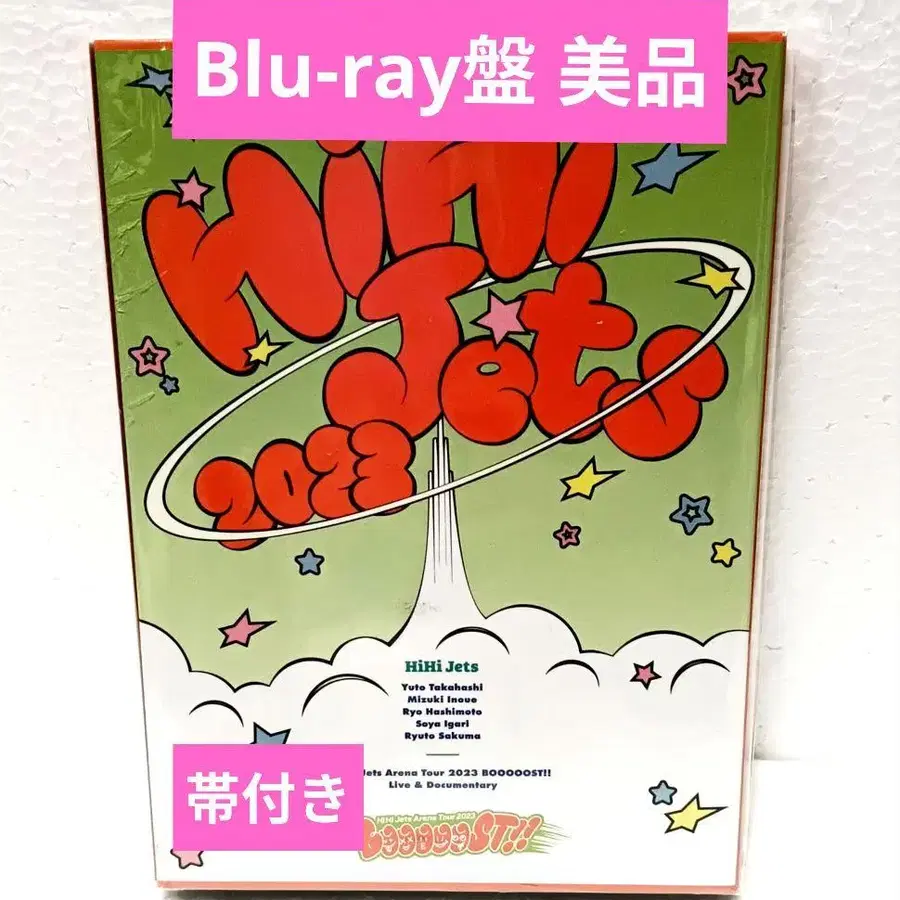 Blu-ray盤 美品
HiHi
Jets
2023
HiHi Jets
Yuto Takahashi
Mizuki Inoue
Ryo Hashimoto
Soya Igari
Ryuto Sakuma
Jets Arena Tour 2023 BOOOOOST!!
Live & Documentary
帯付き
HiHi Jets Arena Tour 2023
BOOOOOST!!